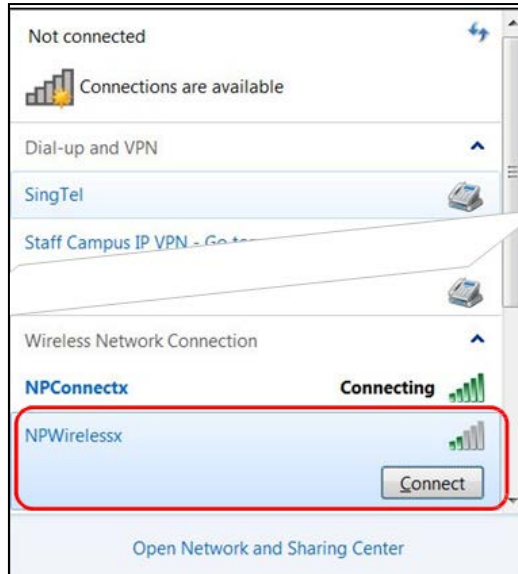 Not connected
Connections are available
Dial-up and VPN
SingTel
Staff Campus IP VPN - Go
Wireless Network Connection
NPConnectx Connecting
NPWirelessx
Connect
Open Network and Sharing Center